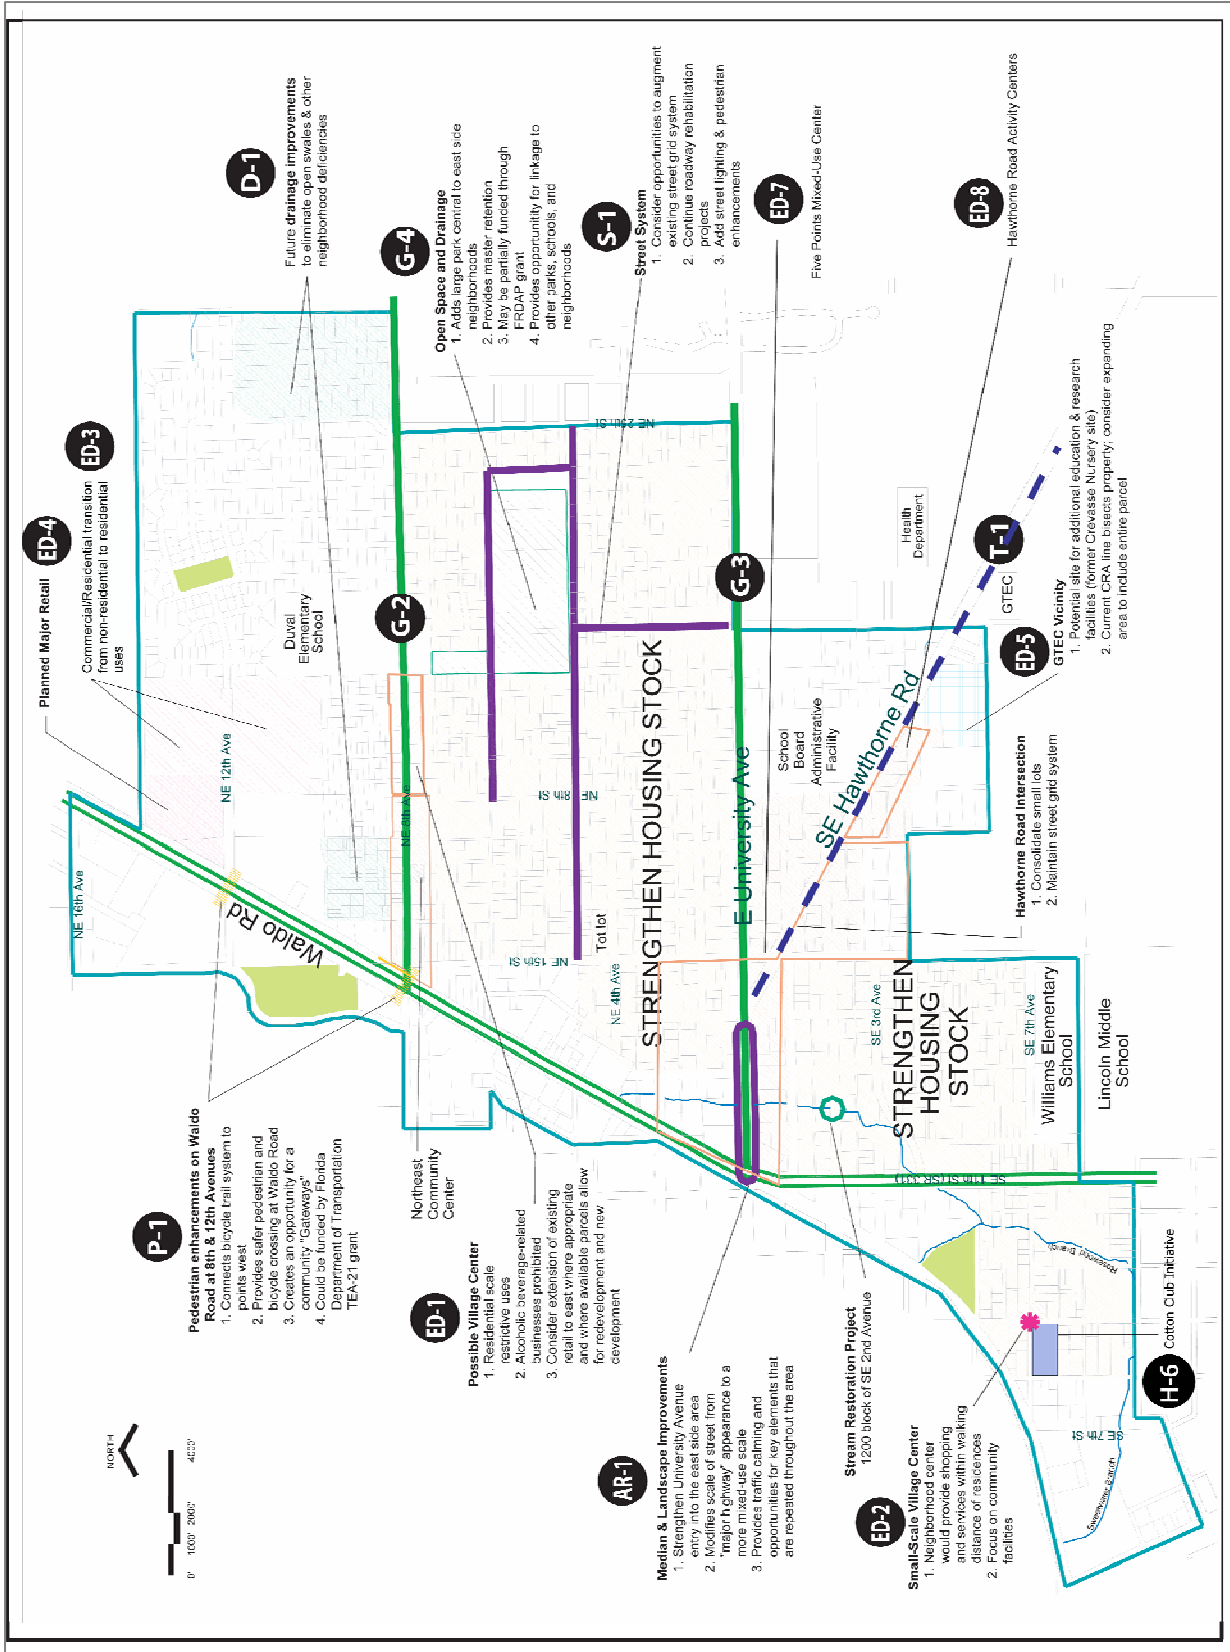 D-1
Future drainage improvements
to eliminate open swales & other
neighborhood deficiencies
G-4
Open Space and Drainage
1. Adds large park central to east side
neighborhoods
2. Provides master retention
3. May be partially funded through
FRDAP grant
4. Provides opportunitity for linkage to
other parks, schools, and
neighborhoods
S-1
Street System
1. Consider opportunities to augment
existing street grid system
2. Continue roadway rehabilitation
projects
3. Add street lighting & pedestrian
enhancements
ED-7
Five Points Mixed-Use Center
ED-8
Hawthorne Road Activity Centers
ED-3
Commercial/Residential transition
from non-residential to residential
uses
ED-4
Planned Major Retail
NE 12th Ave
NE 16th Ave
Waldo Rd
Duval
Elementary
School
G-2
NE 8th Ave
NE 23th St
NE 18th St
NE 15th St
Tot lot
NE 4th Ave
STRENGTHEN HOUSING STOCK
G-3
E University Ave
School
Board
Administrative
Facility
SE Hawthorne Rd
Health
Department
T-1
GTEC
ED-5
GTEC Vicinity
1. Potential site for additional education & research
facilities (former Crevasse Nursery site)
2. Current CRA line bisects property; consider expanding
area to include entire parcel
Hawthorne Road Intersection
1. Consolidate small lots
2. Maintain street grid system
SE 3rd Ave
STRENGTHEN
HOUSING
STOCK
SE 7th Ave
Williams Elementary
School
Lincoln Middle
School
P-1
Pedestrian enhancements on Waldo
Road at 8th & 12th Avenues
1. Connects bicycle trail system to
points west
2. Provides safer pedestrian and
bicycle crossing at Waldo Road
3. Creates an opportunity for a
community "Gateways"
4. Could be funded by Florida
Department of Transportation
TEA-21 grant
Northeast
Community
Center
ED-1
Possible Village Center
1. Residential scale
restrictive uses
2. Alcoholic beverage-related
businesses prohibited
3. Consider extension of existing
retail to east where appropriate
and where available parcels allow
for redevelopment and new
development
SE 11th St (SR 331)
Rosewood Branch
Cotton Cub Initiative
H-6
AR-1
Median & Landscape Improvements
1. Strengthen University Avenue
entry into the east side area
2. Modifies scale of street from
"major highway" appearance to a
more mixed-use scale
3. Provides traffic calming and
opportunities for key elements that
are repeated throughout the area
Stream Restoration Project
1200 block of SE 2nd Avenue
ED-2
Small-Scale Village Center
1. Neighborhood center
would provide shopping
and services within walking
distance of residences
2. Focus on community
facilities
SE 7th St
Sweetwater Branch
NORTH
0' 1000' 2000' 4000'